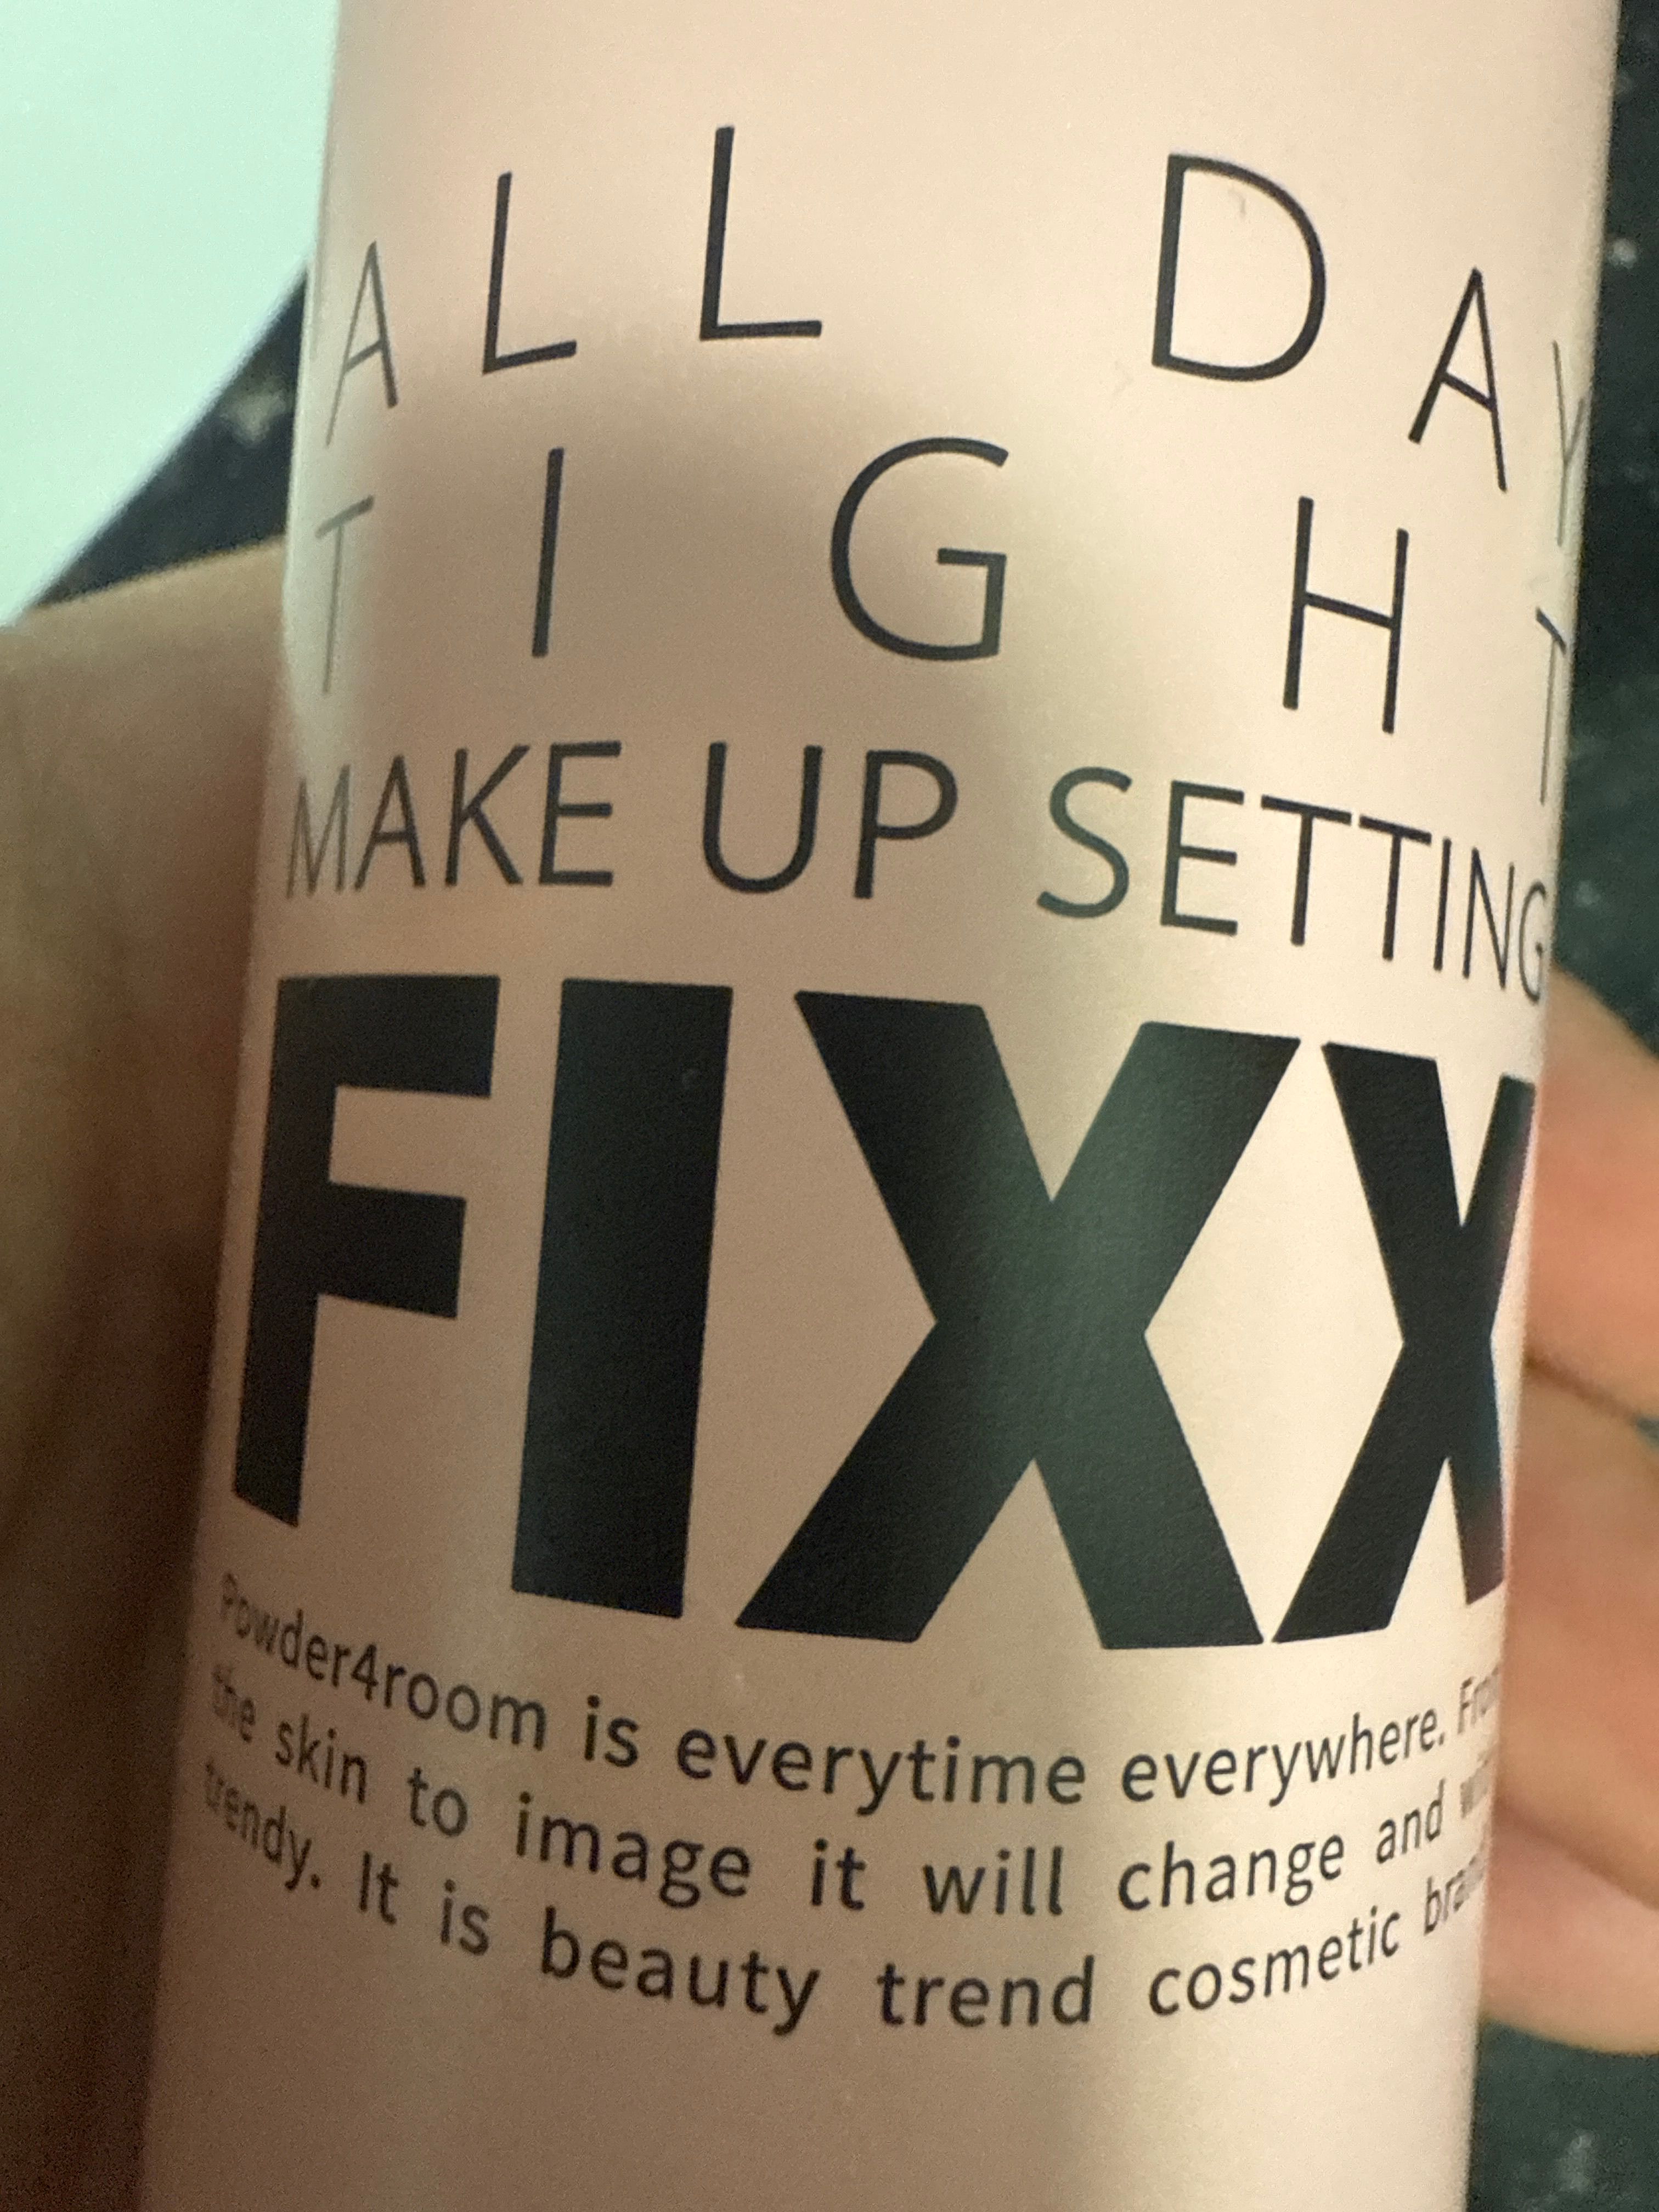 ALL DAY
TIGHT
MAKE UP SETTING
FIXX
Powder4room is everytime everywhere. From
the skin to image it will change and
trendy. It is beauty trend cosmetic